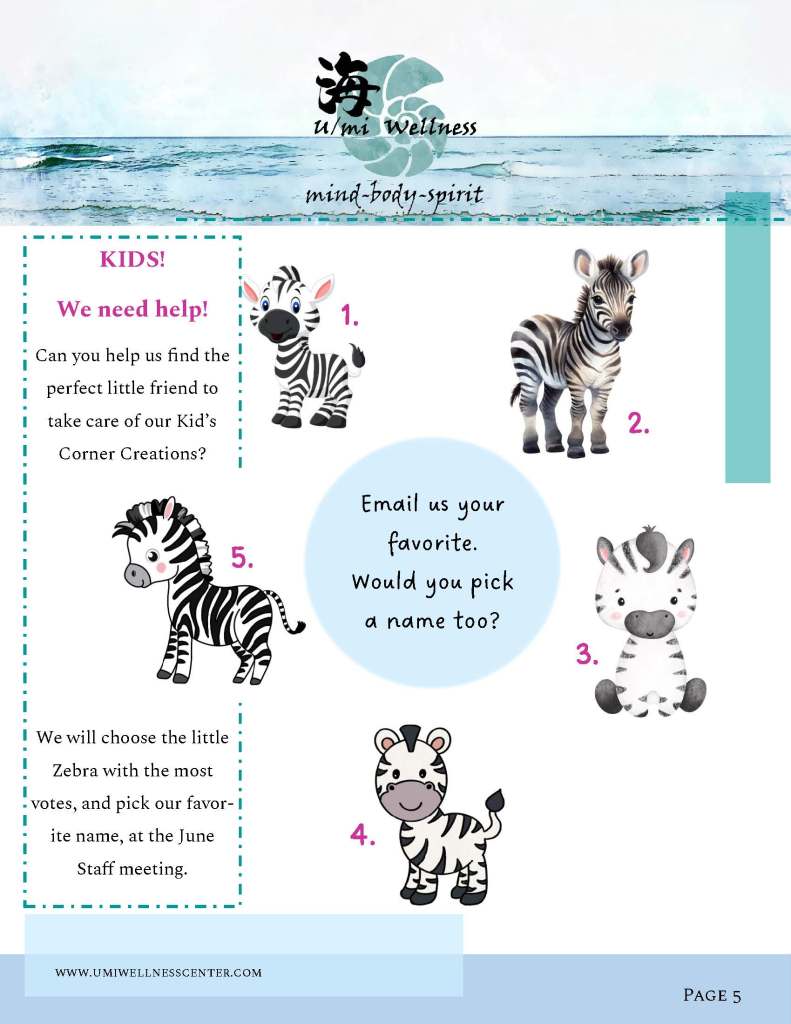 海
U/mi Wellness
mind-body-spirit
KIDS!
We need help!
Can you help us find the
perfect little friend to
take care of our Kid’s
Corner Creations?
1.
2.
Email us your
favorite.
Would you pick
a name too?
5.
3.
4.
We will choose the little
Zebra with the most
votes, and pick our favor-
ite name, at the June
Staff meeting.
WWW.UMIWELLNESSCENTER.COM
PAGE 5